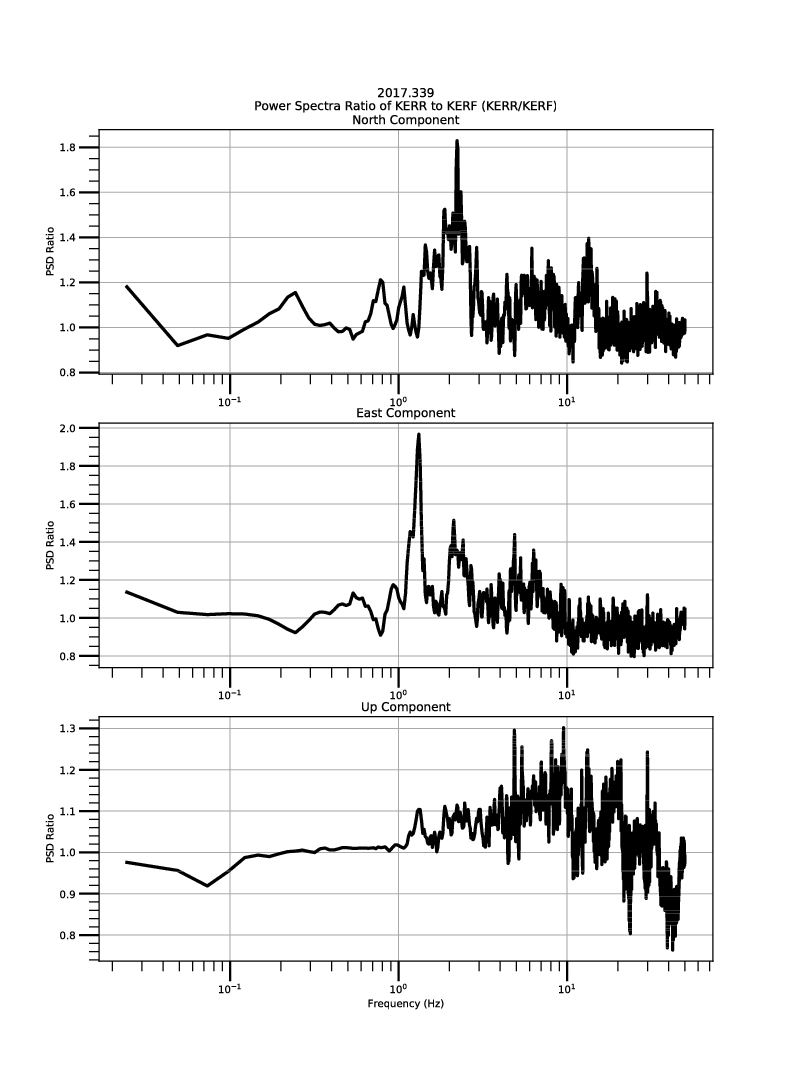 2017.339
Power Spectra Ratio of KERR to KERF (KERR/KERF)
North Component
1.8
1.6
1.4
1.2
1.0
0.8
PSD Ratio
10⁻¹ 10⁰ 10¹
East Component
2.0
1.8
1.6
1.4
1.2
1.0
0.8
PSD Ratio
10⁻¹ 10⁰ 10¹
Up Component
1.3
1.2
1.1
1.0
0.9
0.8
PSD Ratio
10⁻¹ 10⁰ 10¹
Frequency (Hz)